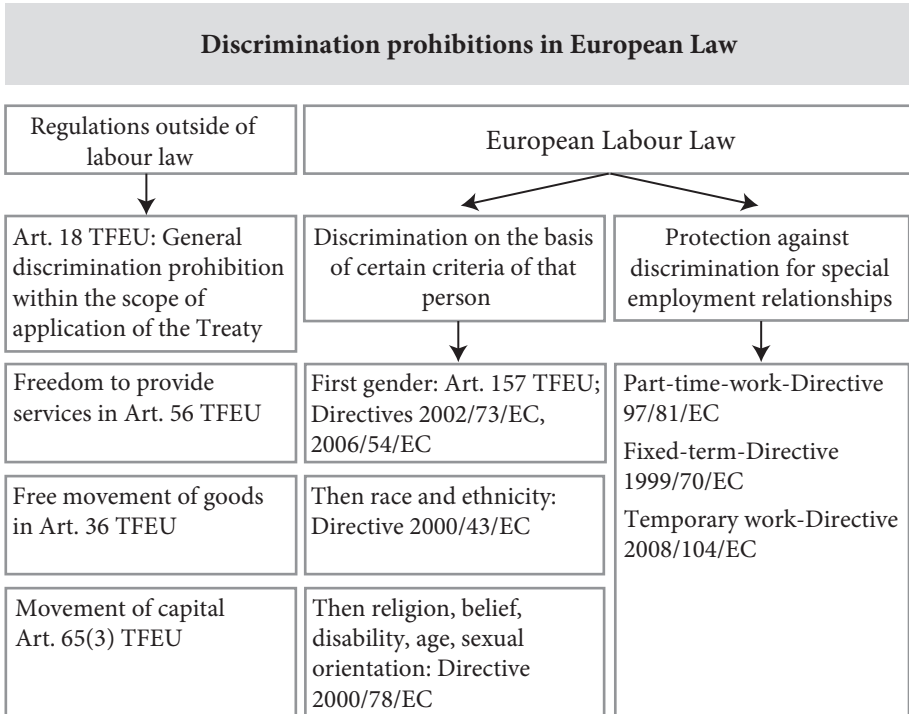 Discrimination prohibitions in European Law
Regulations outside of
labour law
European Labour Law
Art. 18 TFEU: General
discrimination prohibition
within the scope of
application of the Treaty
Discrimination on the basis
of certain criteria of that
person
Protection against
discrimination for special
employment relationships
Freedom to provide
services in Art. 56 TFEU
First gender: Art. 157 TFEU;
Directives 2002/73/EC,
2006/54/EC
Part-time-work-Directive
97/81/EC
Fixed-term-Directive
1999/70/EC
Temporary work-Directive
2008/104/EC
Free movement of goods
in Art. 36 TFEU
Then race and ethnicity:
Directive 2000/43/EC
Movement of capital
Art. 65(3) TFEU
Then religion, belief,
disability, age, sexual
orientation: Directive
2000/78/EC